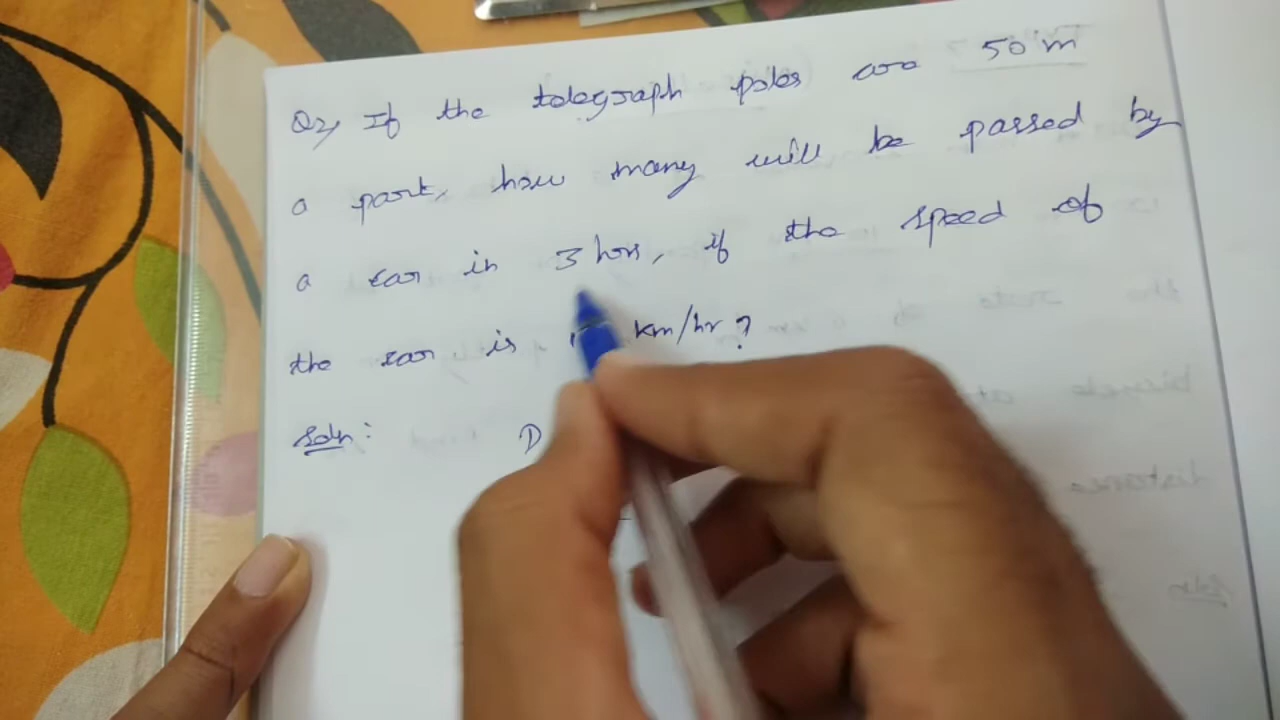 Q2, If the telegraph poles are 50 m
a part, how many will be passed by
a car in 3 hrs, if the speed of
the car is km/hr ?
Soln :
D